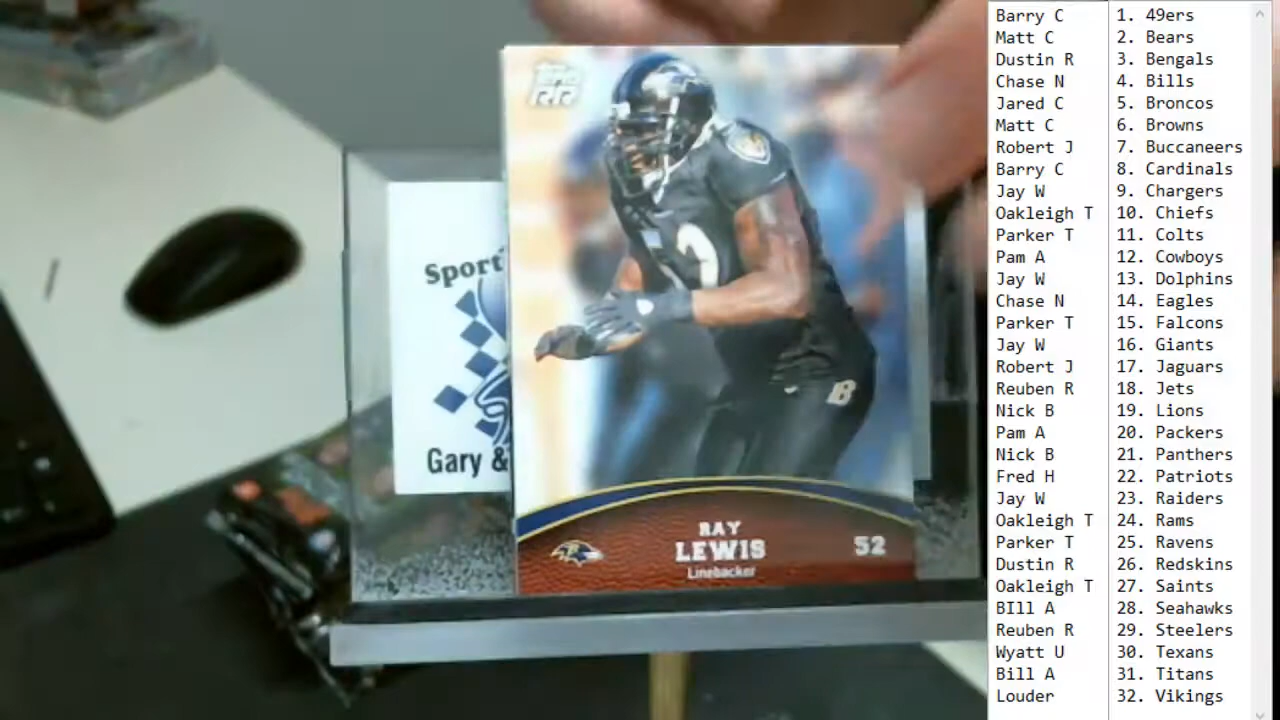 Topps
RR
Sport
Gary &
RAY
LEWIS
Linebacker
52
Barry C 1. 49ers
Matt C 2. Bears
Dustin R 3. Bengals
Chase N 4. Bills
Jared C 5. Broncos
Matt C 6. Browns
Robert J 7. Buccaneers
Barry C 8. Cardinals
Jay W 9. Chargers
Oakleigh T 10. Chiefs
Parker T 11. Colts
Pam A 12. Cowboys
Jay W 13. Dolphins
Chase N 14. Eagles
Parker T 15. Falcons
Jay W 16. Giants
Robert J 17. Jaguars
Reuben R 18. Jets
Nick B 19. Lions
Pam A 20. Packers
Nick B 21. Panthers
Fred H 22. Patriots
Jay W 23. Raiders
Oakleigh T 24. Rams
Parker T 25. Ravens
Dustin R 26. Redskins
Oakleigh T 27. Saints
BIll A 28. Seahawks
Reuben R 29. Steelers
Wyatt U 30. Texans
Bill A 31. Titans
Louder 32. Vikings